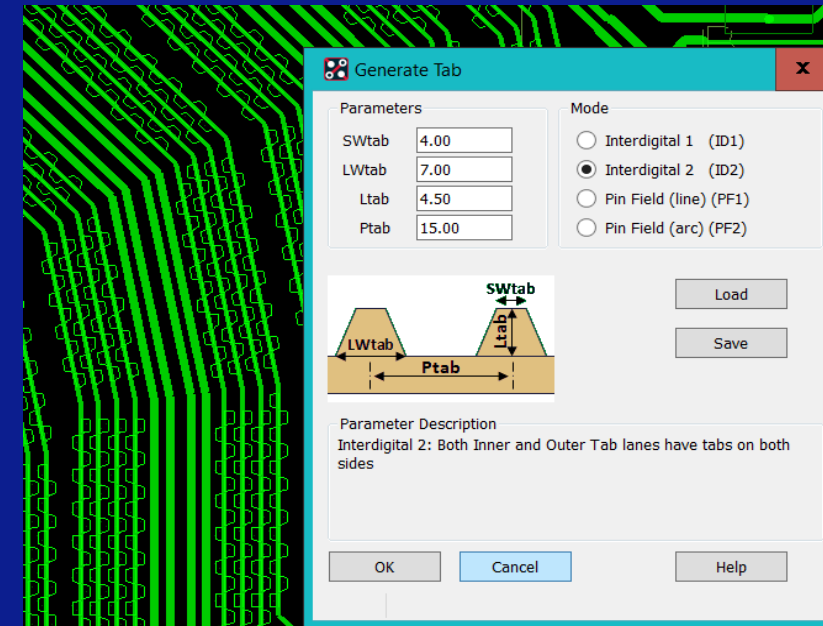 Generate Tab
x
Parameters
SWtab 4.00
LWtab 7.00
Ltab 4.50
Ptab 15.00
Mode
Interdigital 1 (ID1)
Interdigital 2 (ID2)
Pin Field (line) (PF1)
Pin Field (arc) (PF2)
SWtab
Ltab
LWtab
Ptab
Load
Save
Parameter Description
Interdigital 2: Both Inner and Outer Tab lanes have tabs on both
sides
OK
Cancel
Help